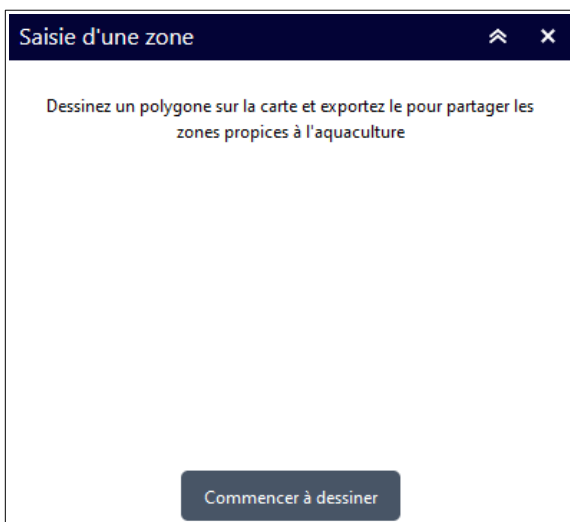 Saisie d'une zone
Dessinez un polygone sur la carte et exportez le pour partager les
zones propices à l'aquaculture
Commencer à dessiner